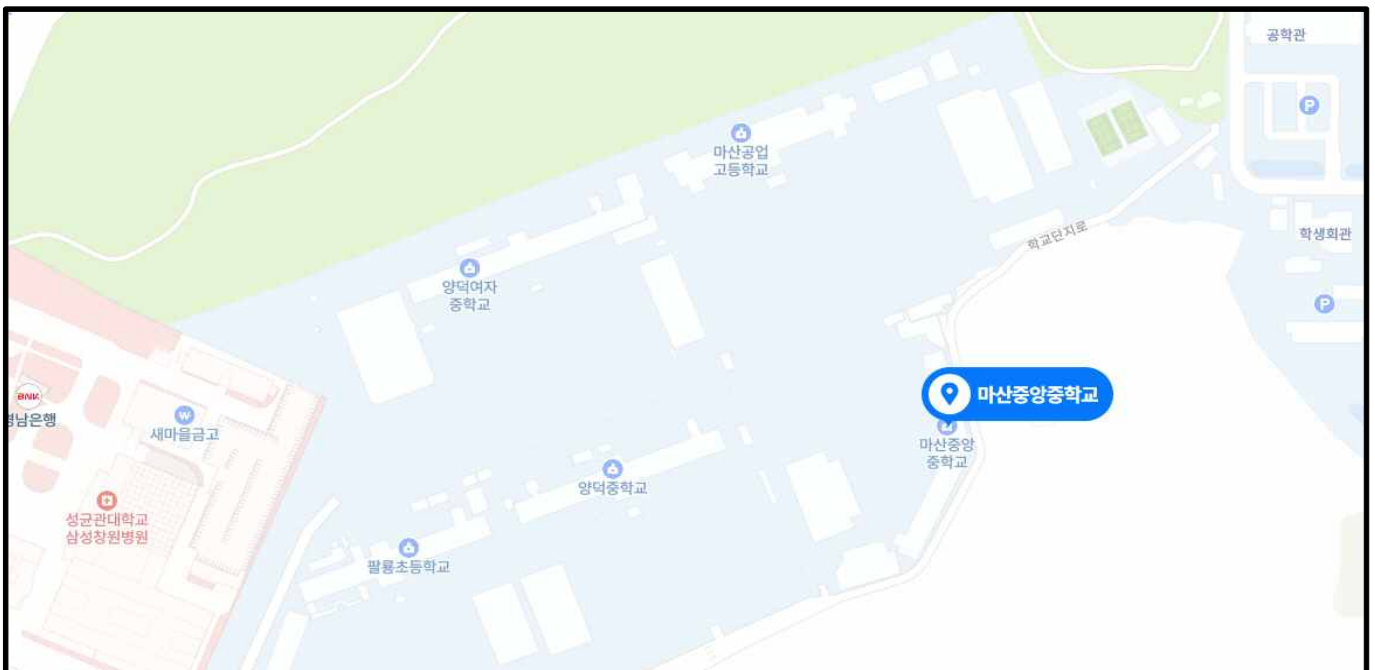 공학관
P
마산공업
고등학교
학교단지로
학생회관
양덕여자
중학교
P
BNK
남은행
W
새마을금고
마산중앙중학교
마산중앙
중학교
양덕중학교
성균관대학교
삼성창원병원
팔룡초등학교